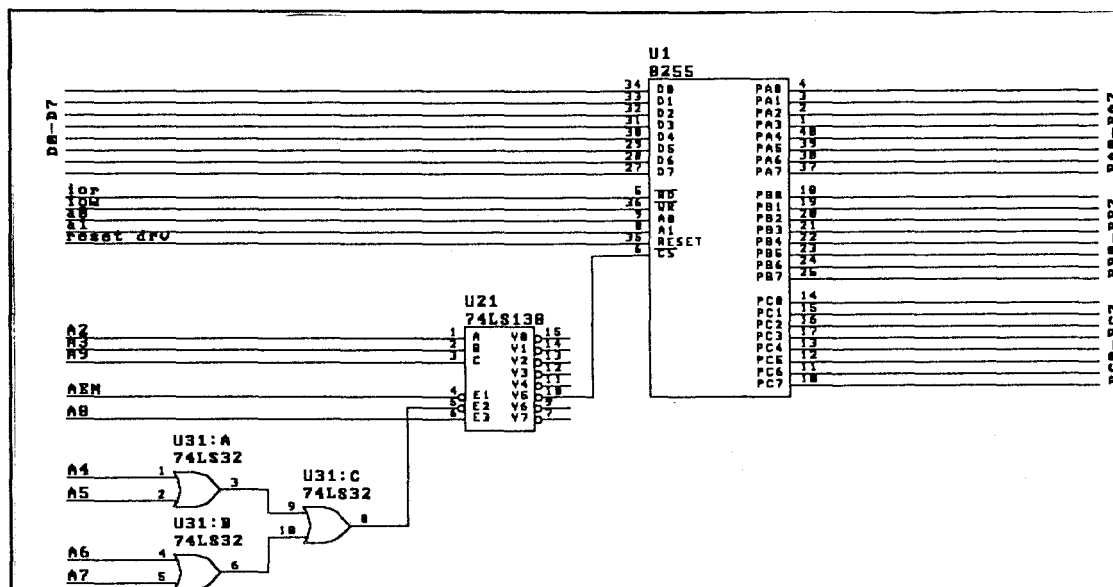 U1
8255
D0-D7
34 D0 PA0 4
33 D1 PA1 3
32 D2 PA2 2
31 D3 PA3 1
30 D4 PA4 40
29 D5 PA5 39
28 D6 PA6 38
27 D7 PA7 37
ior 5 RD PB0 18
iow 36 WR PB1 19
a0 9 A0 PB2 20
a1 8 A1 PB3 21
reset drv 35 RESET PB4 22
6 CS PB5 23
PB6 24
PB7 25
PC0 14
PC1 15
PC2 16
PC3 17
PC4 13
PC5 12
PC6 11
PC7 10
U21
74LS138
A2 1 A Y0 15
A3 2 B Y1 14
A9 3 C Y2 13
Y3 12
Y4 11
AEN 4 E1 Y5 10
5 E2 Y6 9
A8 6 E3 Y7 7
U31:A
74LS32
A4 1 3
A5 2
U31:C
74LS32
9 8
10
U31:B
74LS32
A6 4 6
A7 5